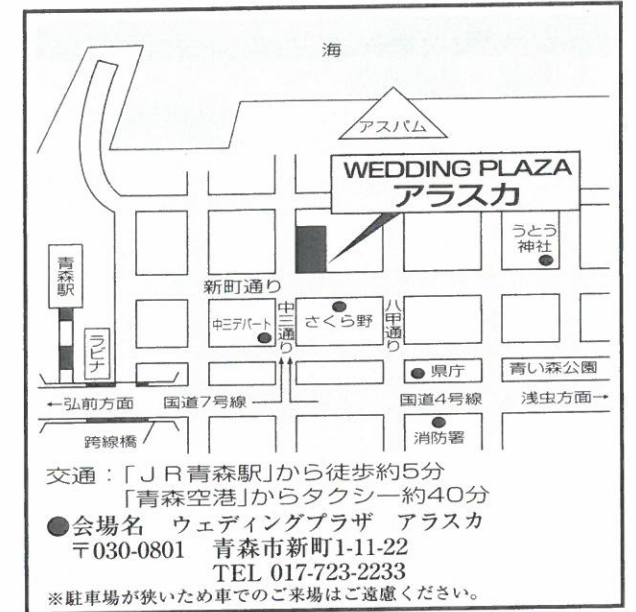 海
アスパム
WEDDING PLAZA
アラスカ
うとう
神社
青森駅
新町通り
中三デパート
中三通り
さくら野
八甲通り
ラビナ
県庁
青い森公園
←弘前方面
国道7号線
国道4号線
浅虫方面→
跨線橋
消防署
交通：「JR青森駅」から徒歩約5分
「青森空港」からタクシー約40分
●会場名　ウェディングプラザ　アラスカ
〒030-0801　青森市新町1-11-22
TEL 017-723-2233
※駐車場が狭いため車でのご来場はご遠慮ください。